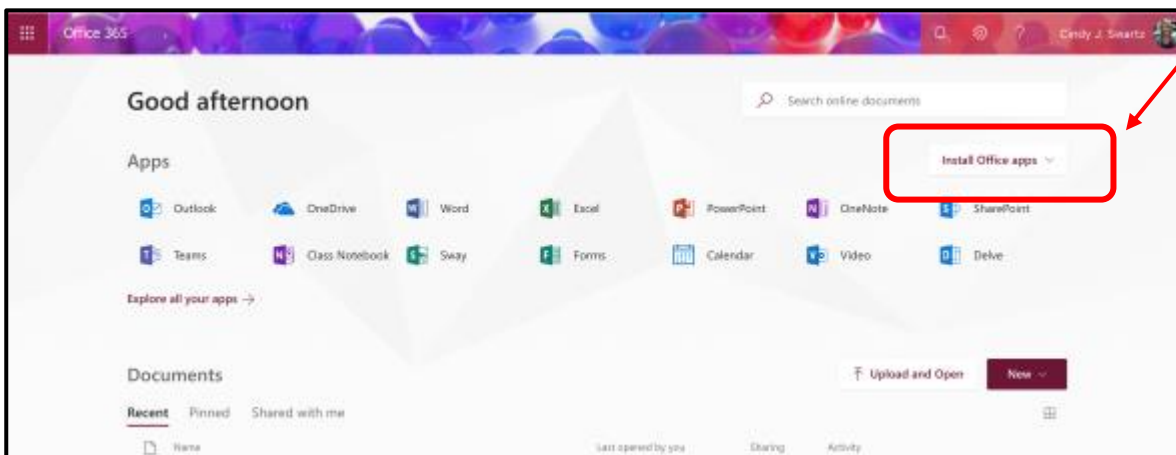 Office 365 ? Cindy J. Swartz
Good afternoon
Search online documents
Apps
Install Office apps
Outlook OneDrive Word Excel PowerPoint OneNote SharePoint
Teams Class Notebook Sway Forms Calendar Video Delve
Explore all your apps →
Documents
Upload and Open New
Recent Pinned Shared with me
Name Last opened by you Sharing Activity